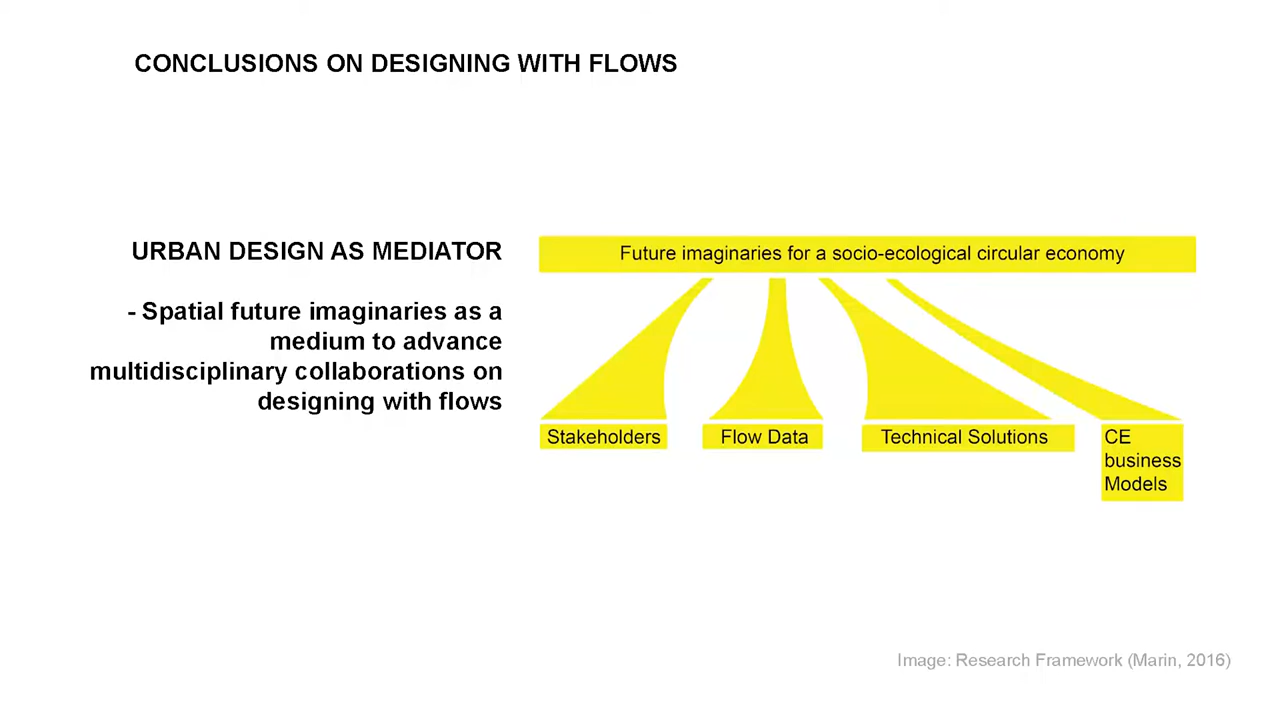 CONCLUSIONS ON DESIGNING WITH FLOWS
URBAN DESIGN AS MEDIATOR
- Spatial future imaginaries as a
medium to advance
multidisciplinary collaborations on
designing with flows
Future imaginaries for a socio-ecological circular economy
Stakeholders
Flow Data
Technical Solutions
CE
business
Models
Image: Research Framework (Marin, 2016)